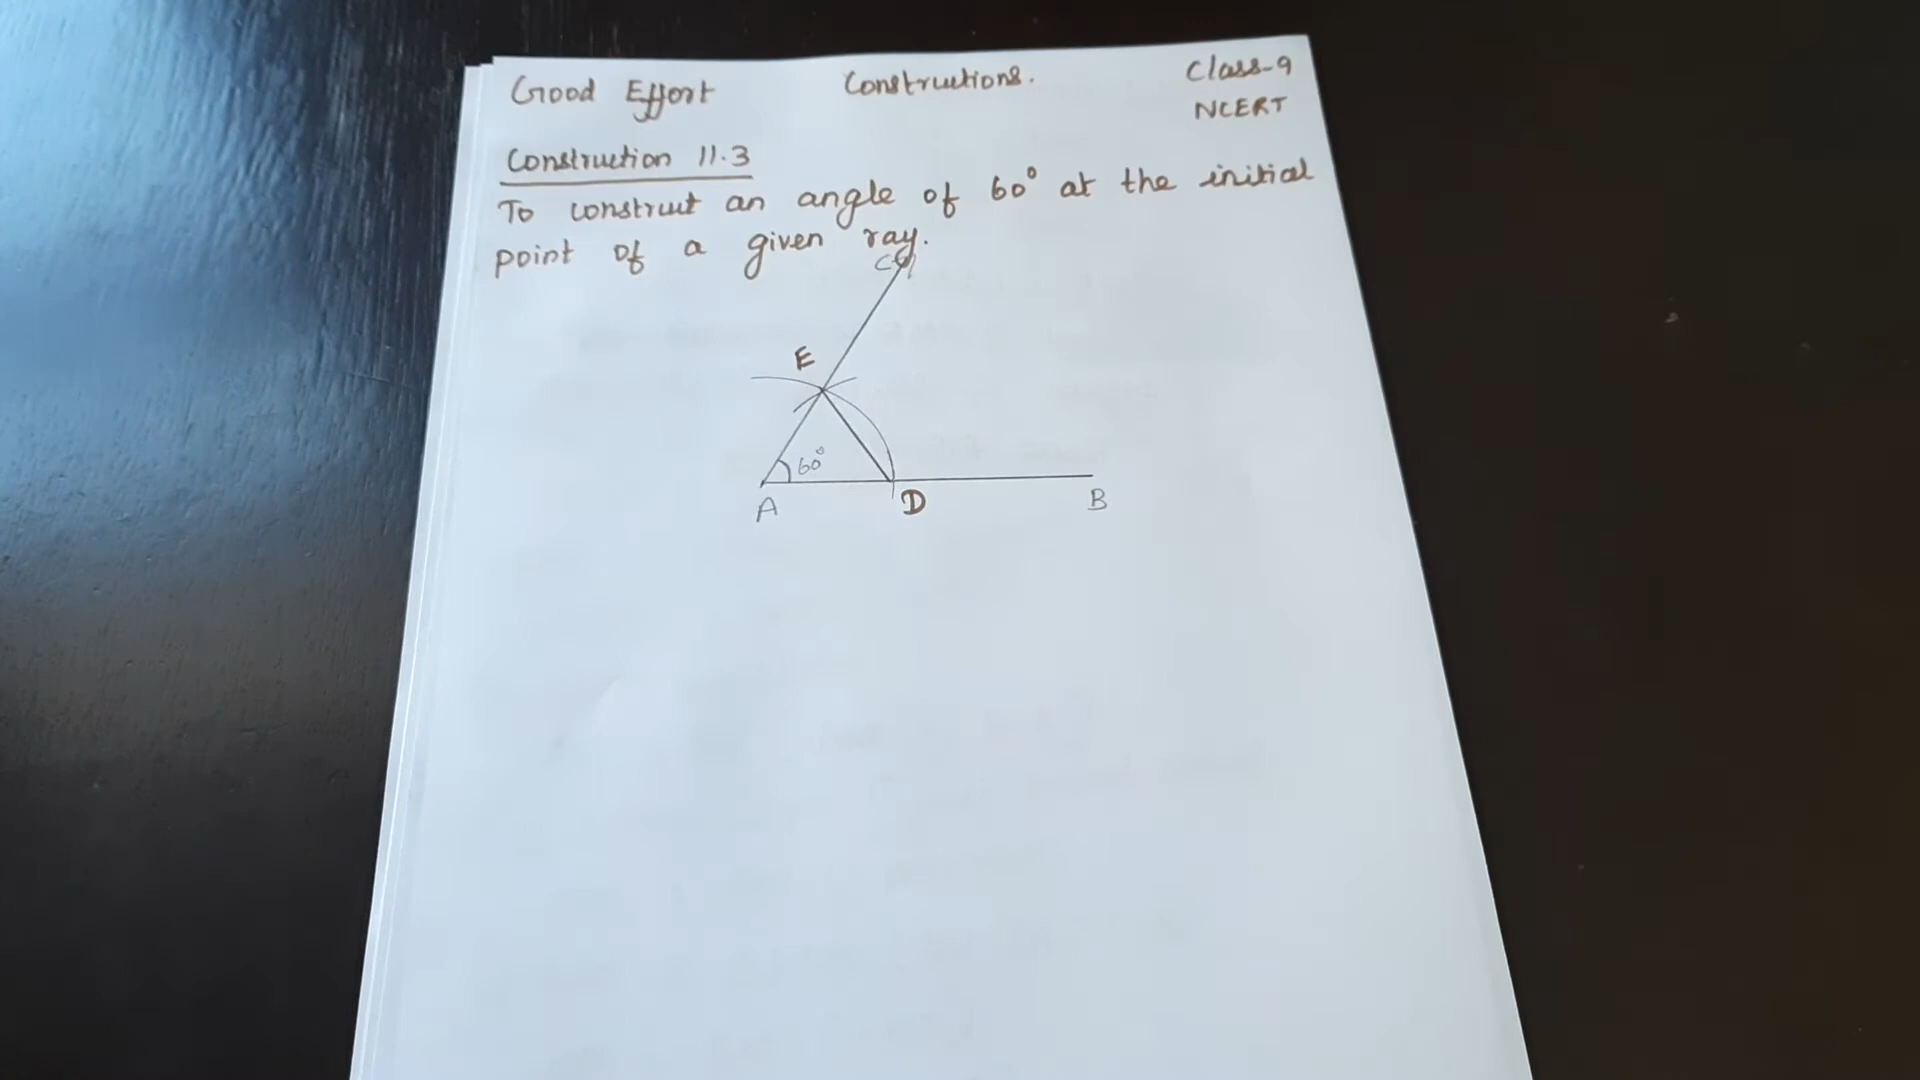 Good Effort Constructions. Class-9
NCERT
Construction 11.3
To construct an angle of 60° at the initial
point of a given ray.
C
E
60°
A D B